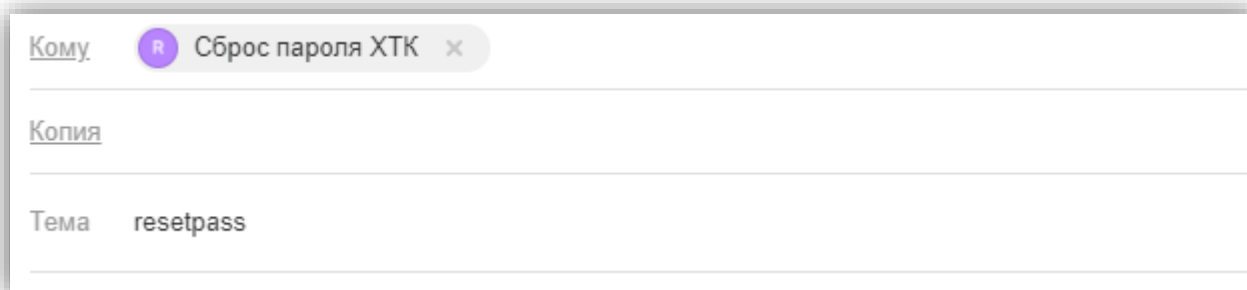 Кому R Сброс пароля ХТК ×
Копия
Тема resetpass